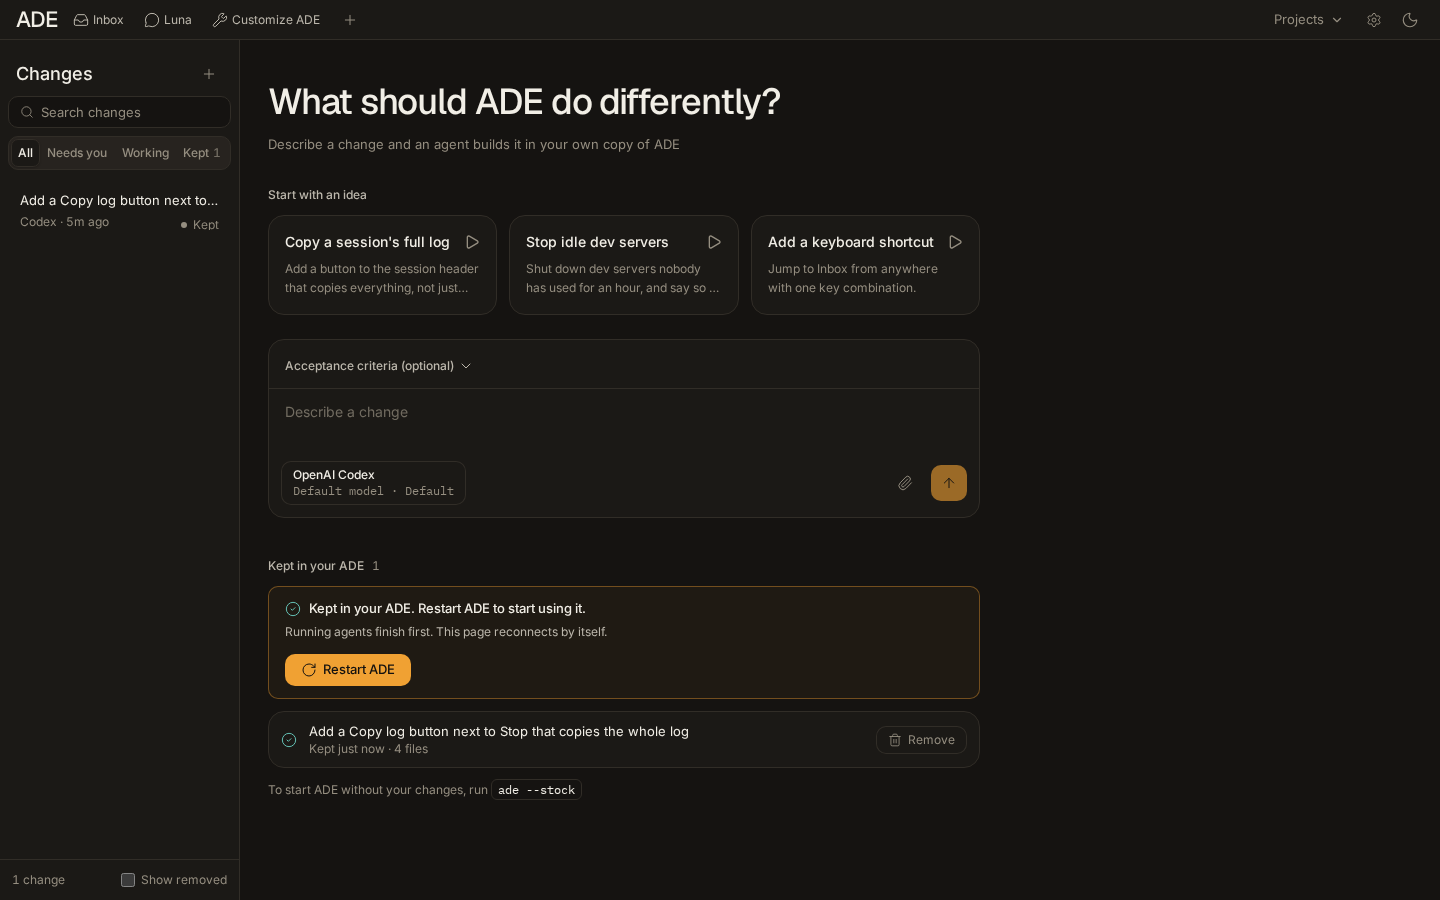 ADE Inbox Luna Customize ADE Projects
Changes
Search changes
All Needs you Working Kept 1
Add a Copy log button next to...
Codex · 5m ago Kept
1 change Show removed
What should ADE do differently?
Describe a change and an agent builds it in your own copy of ADE
Start with an idea
Copy a session's full log
Add a button to the session header
that copies everything, not just...
Stop idle dev servers
Shut down dev servers nobody
has used for an hour, and say so ...
Add a keyboard shortcut
Jump to Inbox from anywhere
with one key combination.
Acceptance criteria (optional)
Describe a change
OpenAI Codex
Default model · Default
Kept in your ADE 1
Kept in your ADE. Restart ADE to start using it.
Running agents finish first. This page reconnects by itself.
Restart ADE
Add a Copy log button next to Stop that copies the whole log
Kept just now · 4 files
Remove
To start ADE without your changes, run ade --stock